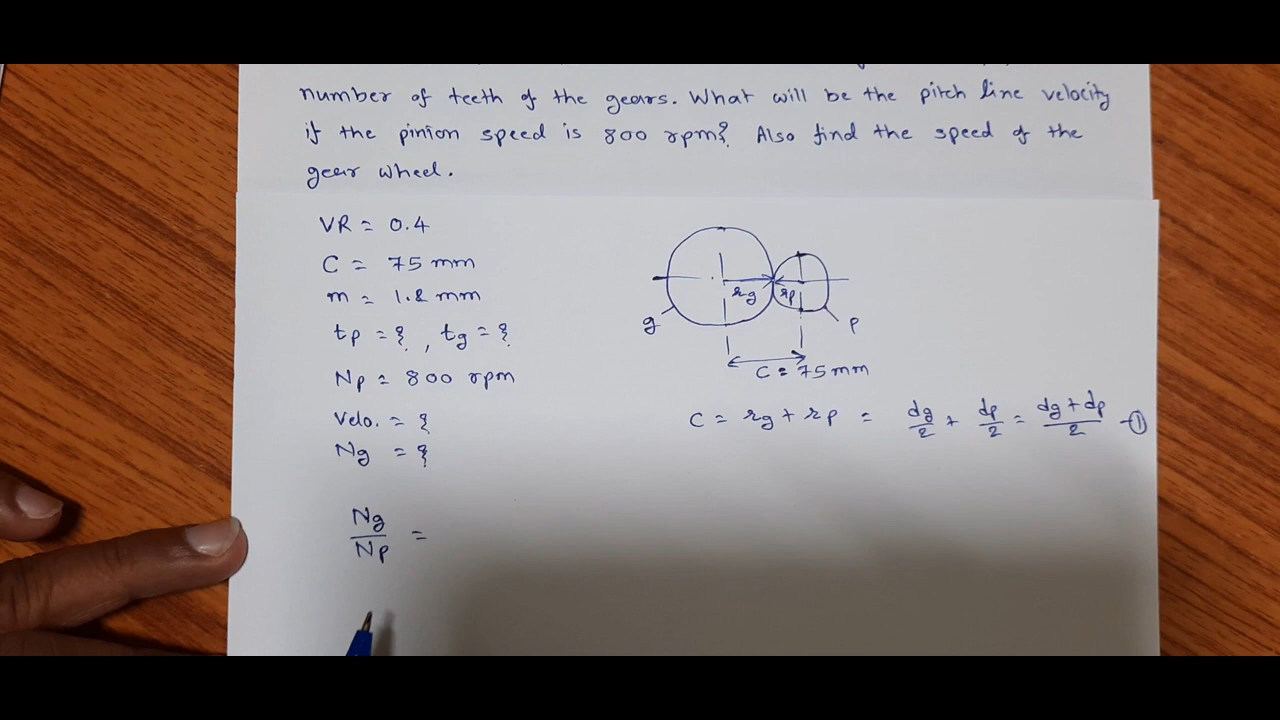 number of teeth of the gears. What will be the pitch line velocity
if the pinion speed is 800 rpm? Also find the speed of the
gear wheel.
VR = 0.4
C = 75 mm
m = 1.2 mm
tp = ? , tg = ?
Np = 800 rpm
Velo. = ?
Ng = ?
Ng/Np =
rg rp
g p
C = 75 mm
C = rg + rp = dg/2 + dp/2 = (dg + dp)/2 - ①